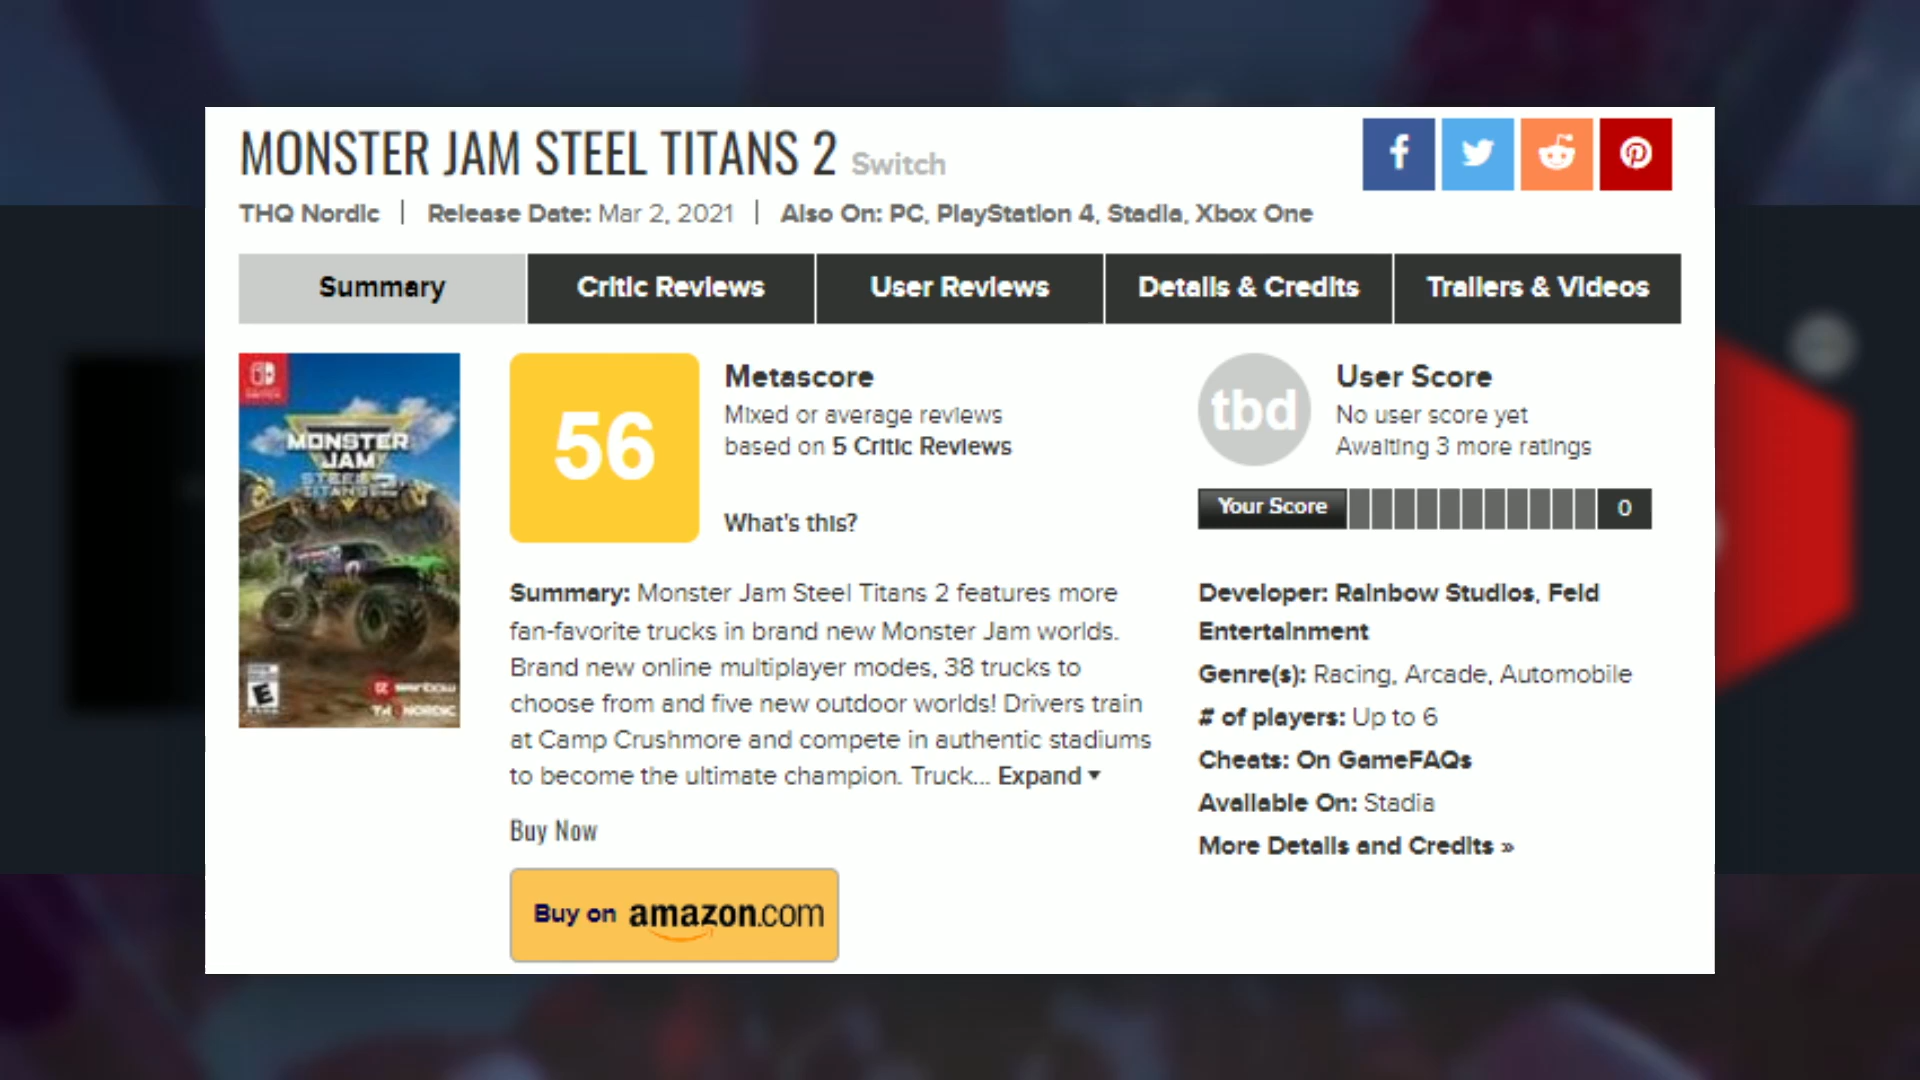 MONSTER JAM STEEL TITANS 2 Switch
THQ Nordic | Release Date: Mar 2, 2021 | Also On: PC, PlayStation 4, Stadia, Xbox One
Summary
Critic Reviews
User Reviews
Details & Credits
Trailers & Videos
SWITCH
MONSTER
JAM
STEEL
TITANS 2
E
RAINBOW
THQ NORDIC
56
Metascore
Mixed or average reviews
based on 5 Critic Reviews
What's this?
tbd
User Score
No user score yet
Awaiting 3 more ratings
Your Score
0
Summary: Monster Jam Steel Titans 2 features more
fan-favorite trucks in brand new Monster Jam worlds.
Brand new online multiplayer modes, 38 trucks to
choose from and five new outdoor worlds! Drivers train
at Camp Crushmore and compete in authentic stadiums
to become the ultimate champion. Truck... Expand ▼
Buy Now
Buy on amazon.com
Developer: Rainbow Studios, Feld
Entertainment
Genre(s): Racing, Arcade, Automobile
# of players: Up to 6
Cheats: On GameFAQs
Available On: Stadia
More Details and Credits »